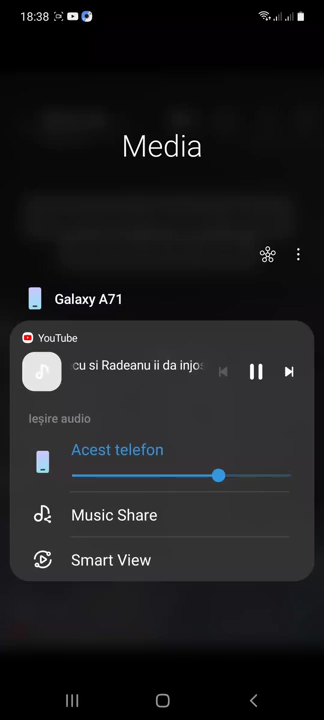 18:38
Media
Galaxy A71
YouTube
cu si Radeanu ii da injos
Ieșire audio
Acest telefon
Music Share
Smart View